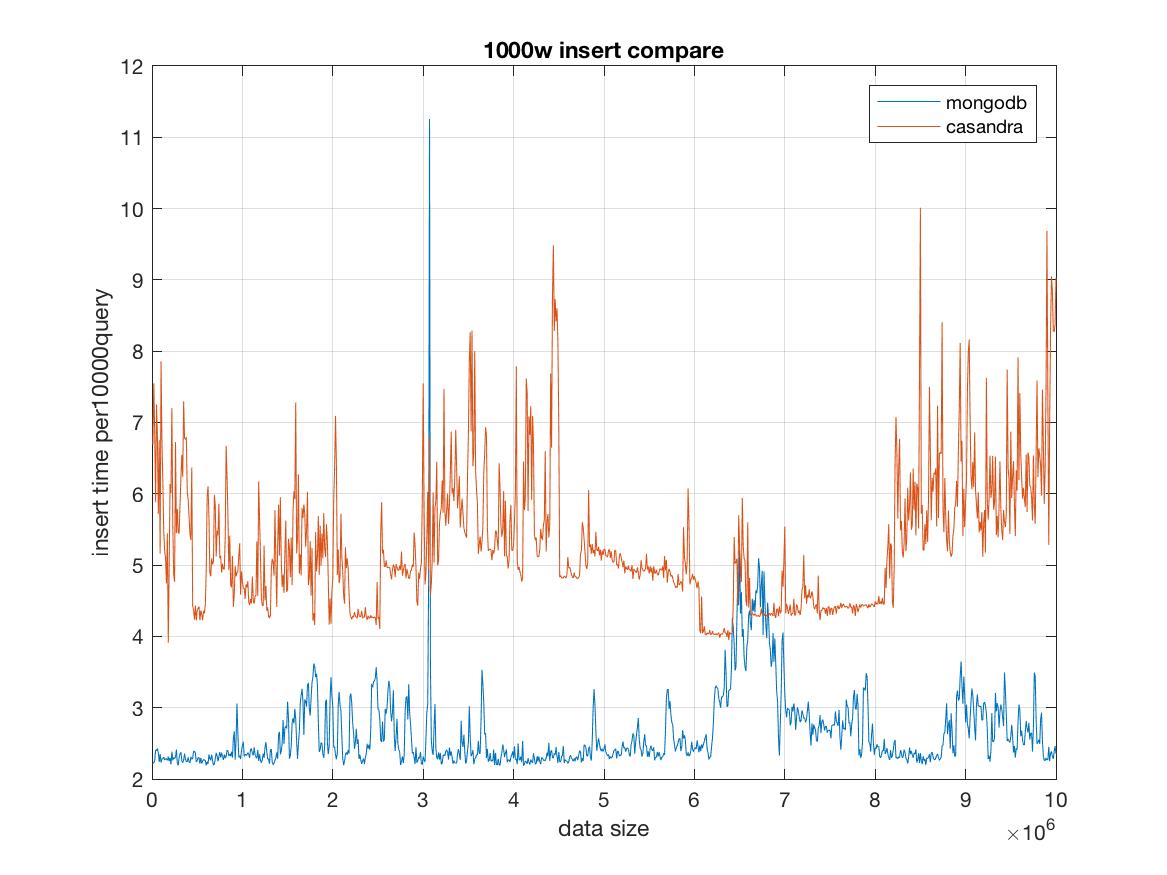 1000w insert compare
mongodb
casandra
12
11
10
9
8
7
6
5
4
3
2
insert time per10000query
0 1 2 3 4 5 6 7 8 9 10
data size
×10^6